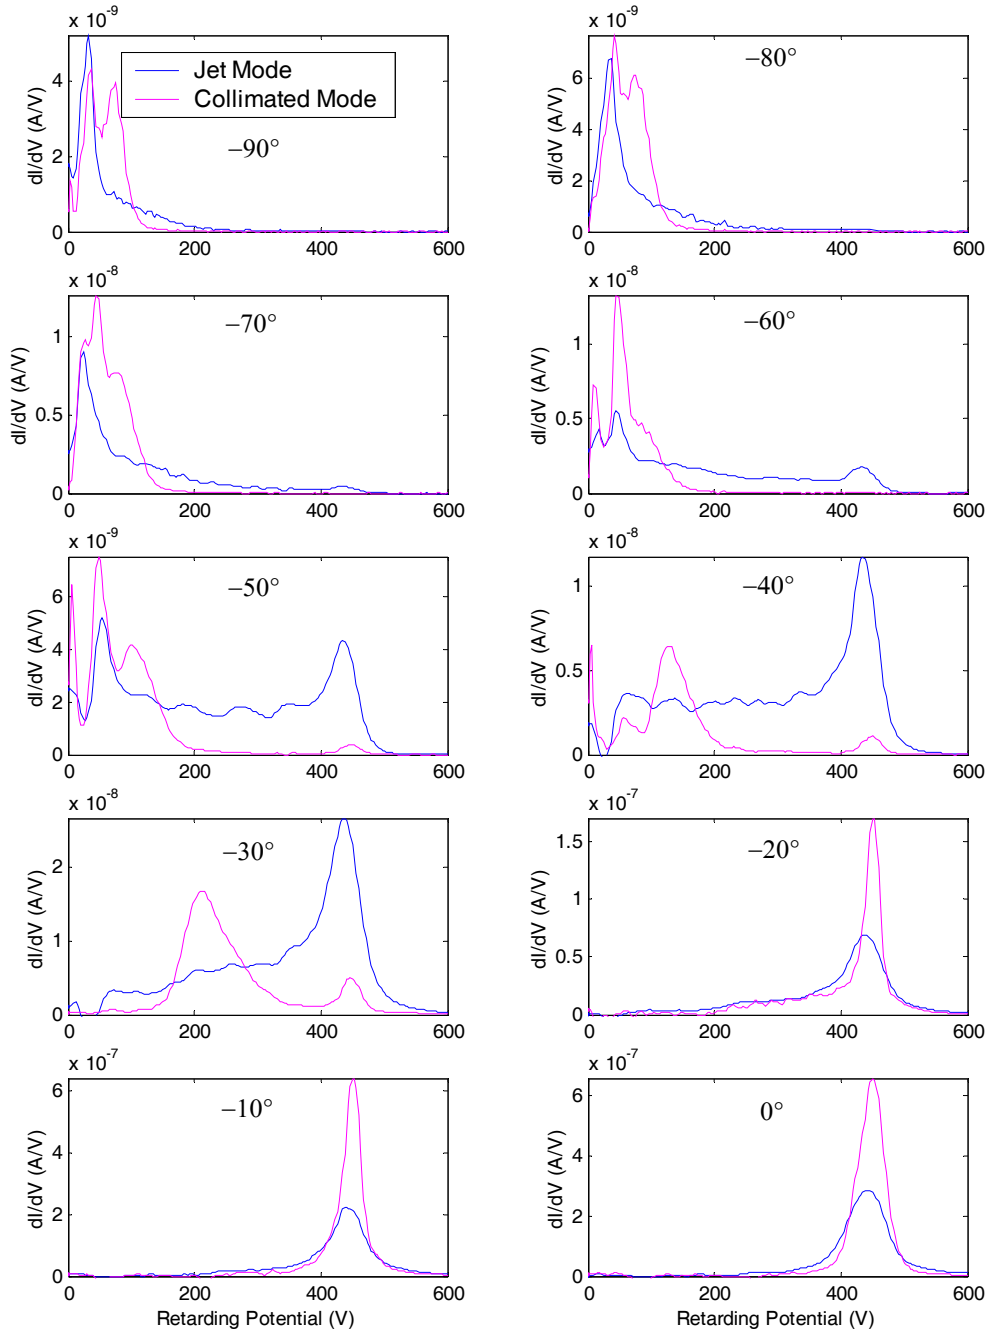 x 10⁻⁹
4
2
0
dI/dV (A/V)
Jet Mode
Collimated Mode
−90°
0 200 400 600
x 10⁻⁹
6
4
2
0
dI/dV (A/V)
−80°
0 200 400 600
x 10⁻⁸
1
0.5
0
dI/dV (A/V)
−70°
0 200 400 600
x 10⁻⁸
1
0.5
0
dI/dV (A/V)
−60°
0 200 400 600
x 10⁻⁹
6
4
2
0
dI/dV (A/V)
−50°
0 200 400 600
x 10⁻⁸
1
0.5
0
dI/dV (A/V)
−40°
0 200 400 600
x 10⁻⁸
2
1
0
dI/dV (A/V)
−30°
0 200 400 600
x 10⁻⁷
1.5
1
0.5
0
dI/dV (A/V)
−20°
0 200 400 600
x 10⁻⁷
6
4
2
0
dI/dV (A/V)
−10°
0 200 400 600
Retarding Potential (V)
x 10⁻⁷
6
4
2
0
dI/dV (A/V)
0°
0 200 400 600
Retarding Potential (V)